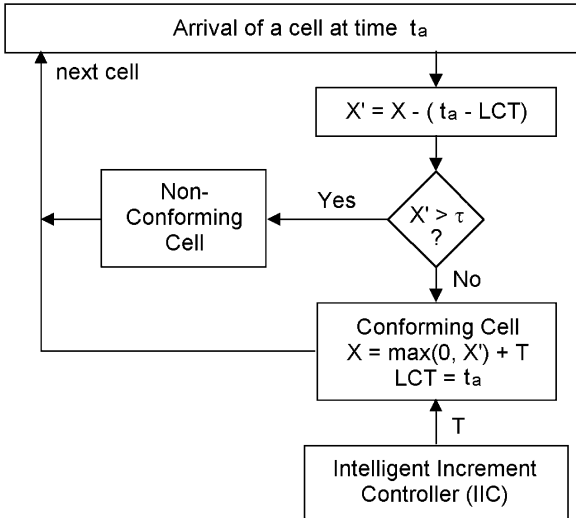 Arrival of a cell at time ta
next cell
X' = X - ( ta - LCT)
Non-
Conforming
Cell
Yes
X' > τ
?
No
Conforming Cell
X = max(0, X') + T
LCT = ta
T
Intelligent Increment
Controller (IIC)